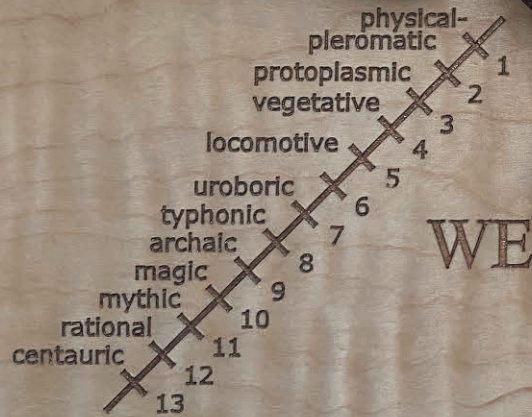 physical-
pleromatic
1
protoplasmic
2
vegetative
3
4
locomotive
5
uroboric
6
typhonic
7
archaic
8
WE
magic
9
mythic
10
rational
11
centauric
12
13